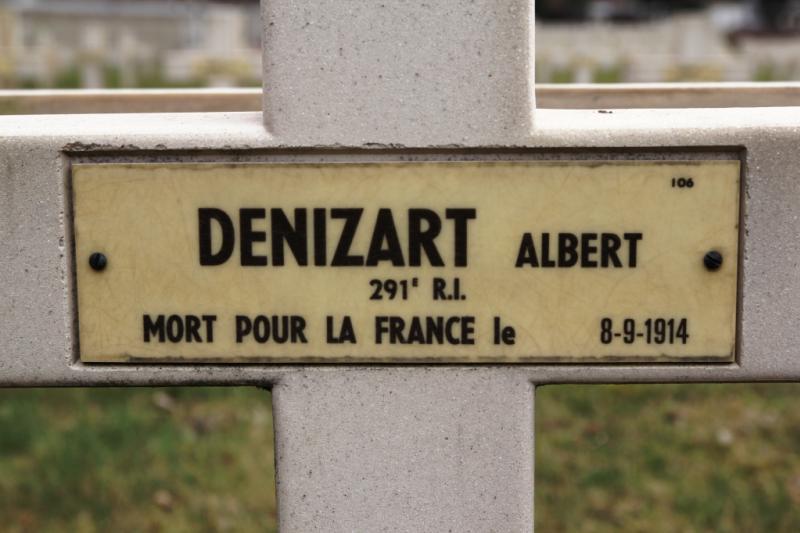 106
DENIZART ALBERT
291E R.I.
MORT POUR LA FRANCE le 8-9-1914